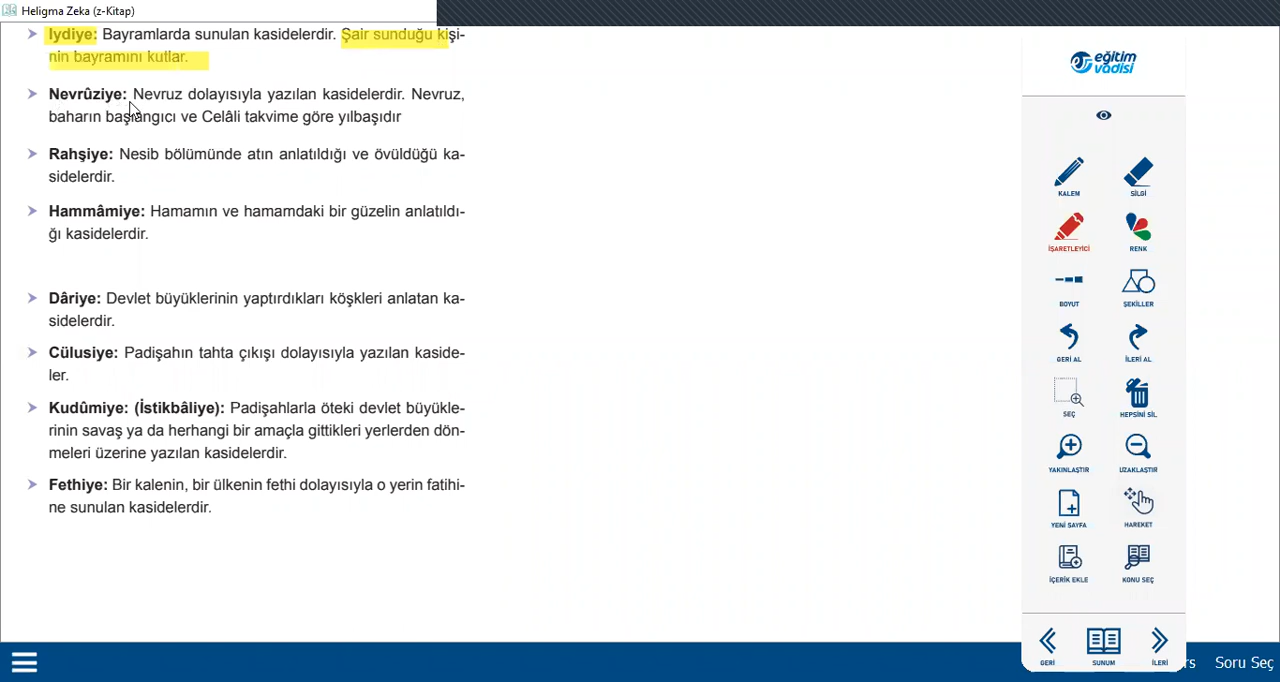 Heligma Zeka (z-Kitap)
Iydiye: Bayramlarda sunulan kasidelerdir. Şair sunduğu kişi-
nin bayramını kutlar.
Nevrûziye: Nevruz dolayısıyla yazılan kasidelerdir. Nevruz,
baharın başlangıcı ve Celâli takvime göre yılbaşıdır
Rahşiye: Nesib bölümünde atın anlatıldığı ve övüldüğü ka-
sidelerdir.
Hammâmiye: Hamamın ve hamamdaki bir güzelin anlatıldı-
ğı kasidelerdir.
Dâriye: Devlet büyüklerinin yaptırdıkları köşkleri anlatan ka-
sidelerdir.
Cülusiye: Padişahın tahta çıkışı dolayısıyla yazılan kaside-
ler.
Kudûmiye: (İstikbâliye): Padişahlarla öteki devlet büyükle-
rinin savaş ya da herhangi bir amaçla gittikleri yerlerden dön-
meleri üzerine yazılan kasidelerdir.
Fethiye: Bir kalenin, bir ülkenin fethi dolayısıyla o yerin fatihi-
ne sunulan kasidelerdir.
eğitim
vadisi
KALEM SİLGİ
İŞARETLEYİCİ RENK
BOYUT ŞEKİLLER
GERİ AL İLERİ AL
SEÇ HEPSİNİ SİL
YAKINLAŞTIR UZAKLAŞTIR
YENİ SAYFA HAREKET
İÇERİK EKLE KONU SEÇ
GERİ SUNUM İLERİ
rs Soru Seç